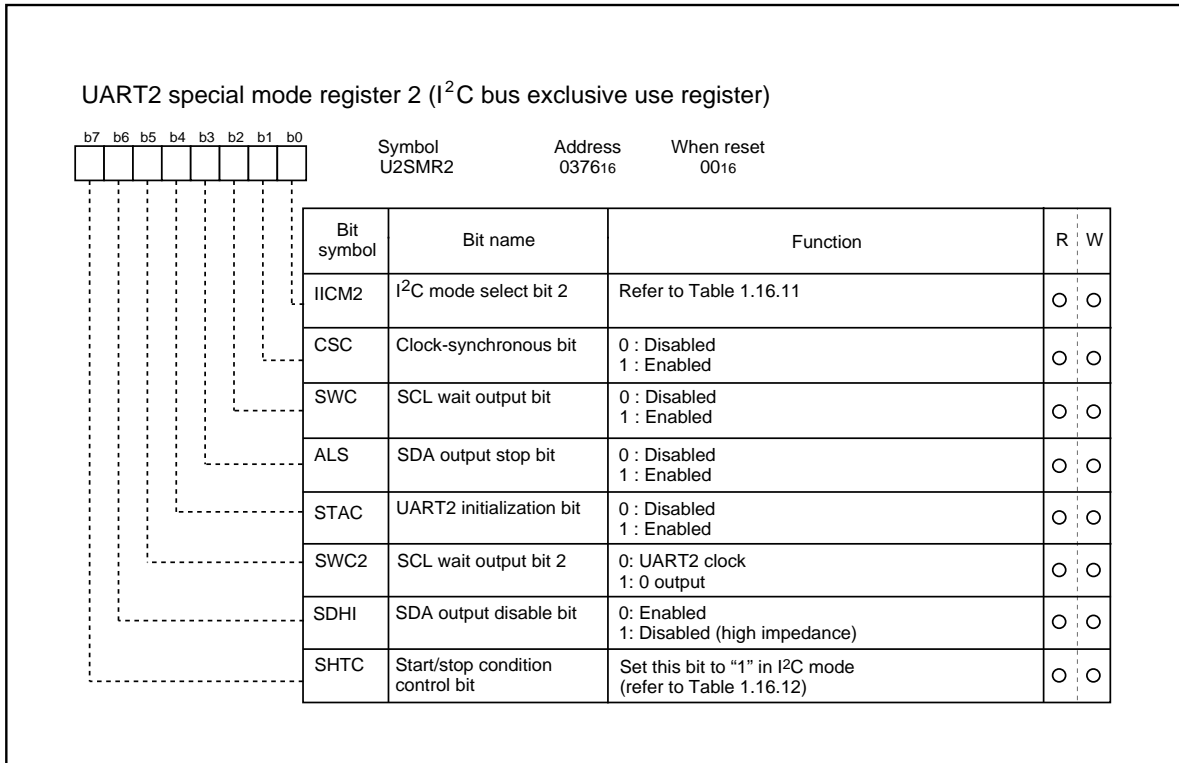 UART2 special mode register 2 (I2C bus exclusive use register)
b7 b6 b5 b4 b3 b2 b1 b0
Symbol Address When reset
U2SMR2 037616 0016
Bit symbol Bit name Function R W
IICM2 I2C mode select bit 2 Refer to Table 1.16.11
CSC Clock-synchronous bit 0 : Disabled
1 : Enabled
SWC SCL wait output bit 0 : Disabled
1 : Enabled
ALS SDA output stop bit 0 : Disabled
1 : Enabled
STAC UART2 initialization bit 0 : Disabled
1 : Enabled
SWC2 SCL wait output bit 2 0: UART2 clock
1: 0 output
SDHI SDA output disable bit 0: Enabled
1: Disabled (high impedance)
SHTC Start/stop condition Set this bit to “1” in I2C mode
control bit (refer to Table 1.16.12)